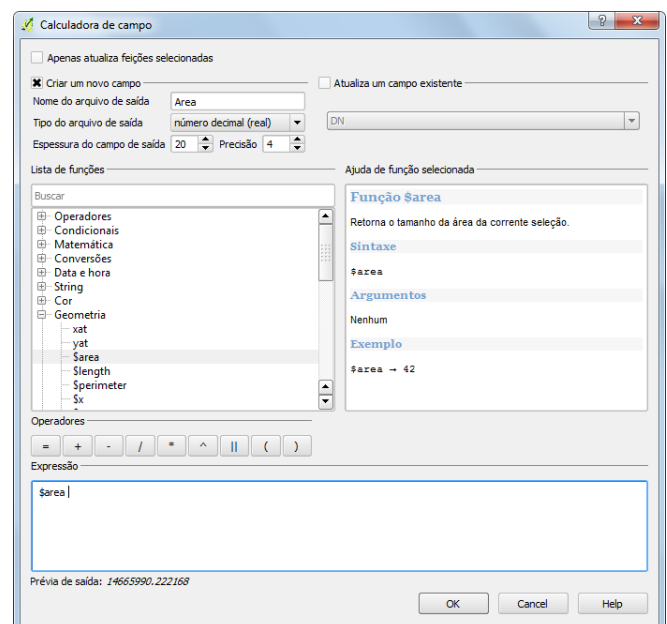 Calculadora de campo
Apenas atualiza feições selecionadas
Criar um novo campo
Atualiza um campo existente
Nome do arquivo de saída
Area
Tipo do arquivo de saída
número decimal (real)
DN
Espessura do campo de saída
20
Precisão
4
Lista de funções
Buscar
Operadores
Condicionais
Matemática
Conversões
Data e hora
String
Cor
Geometria
xat
yat
$area
$length
$perimeter
$x
Ajuda de função selecionada
Função $area
Retorna o tamanho da área da corrente seleção.
Sintaxe
$area
Argumentos
Nenhum
Exemplo
$area → 42
Operadores
= + - / * ^ || ( )
Expressão
$area
Prévia de saída: 14665990.222168
OK Cancel Help